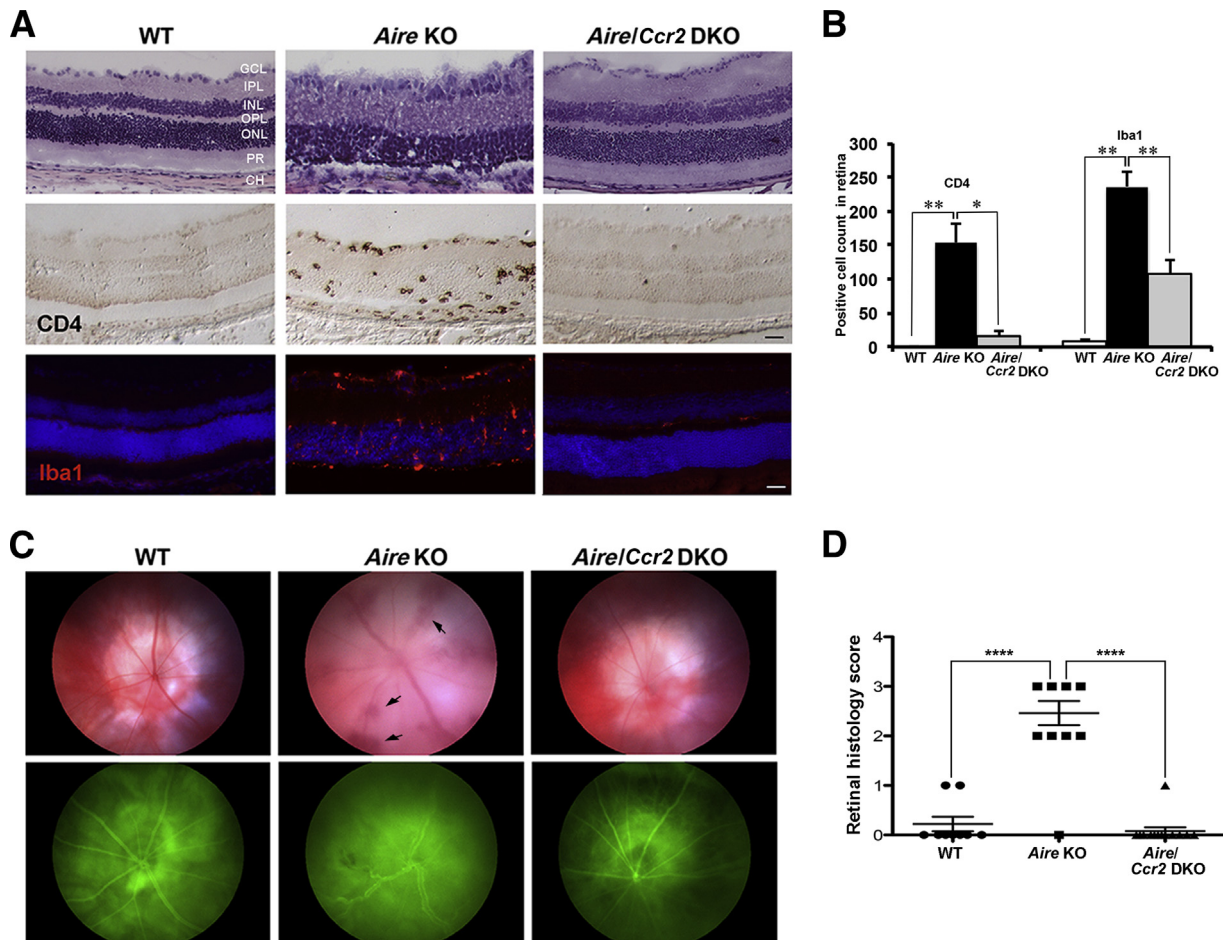 A
WT
Aire KO
Aire/Ccr2 DKO
GCL
IPL
INL
OPL
ONL
PR
CH
CD4
Iba1
B
Positive cell count in retina
300
250
200
150
100
50
0
CD4
** *
Iba1
** **
WT Aire KO Aire/
Ccr2 DKO
WT Aire KO Aire/
Ccr2 DKO
C
WT
Aire KO
Aire/Ccr2 DKO
D
Retinal histology score
4
3
2
1
0
**** ****
WT
Aire KO
Aire/
Ccr2 DKO